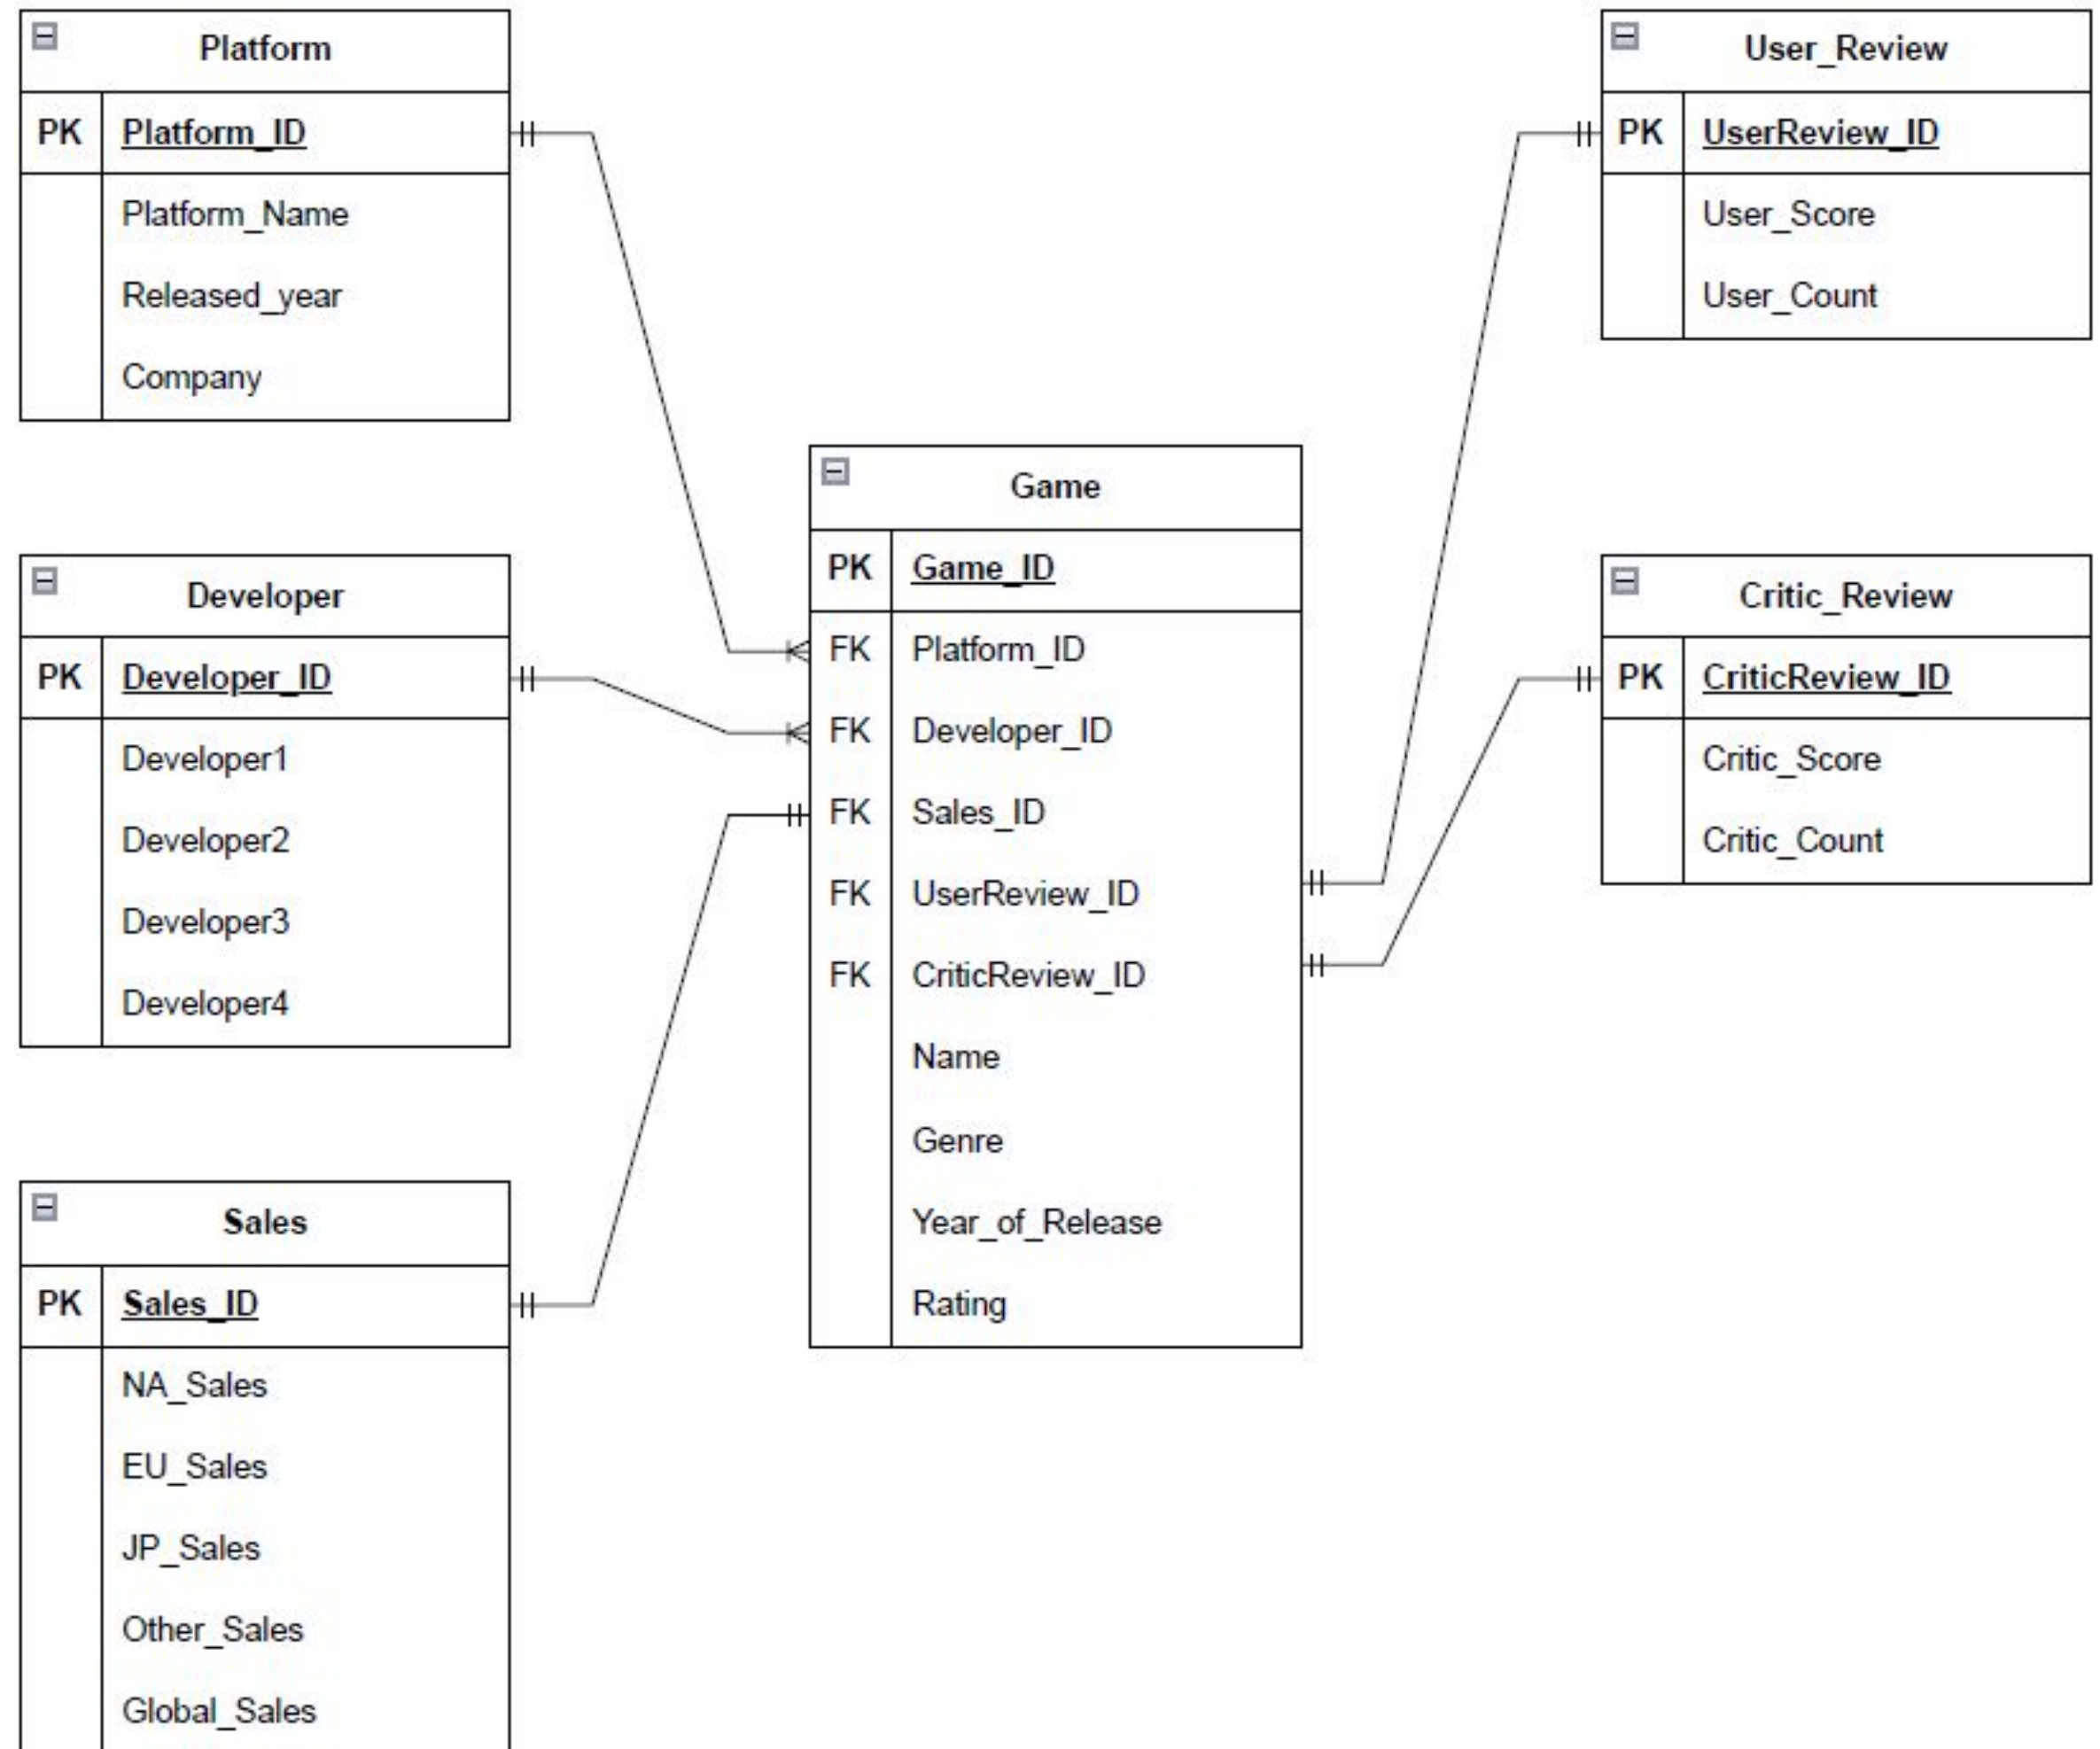 Platform
PK Platform_ID
Platform_Name
Released_year
Company
Developer
PK Developer_ID
Developer1
Developer2
Developer3
Developer4
Sales
PK Sales_ID
NA_Sales
EU_Sales
JP_Sales
Other_Sales
Global_Sales
Game
PK Game_ID
FK Platform_ID
FK Developer_ID
FK Sales_ID
FK UserReview_ID
FK CriticReview_ID
Name
Genre
Year_of_Release
Rating
User_Review
PK UserReview_ID
User_Score
User_Count
Critic_Review
PK CriticReview_ID
Critic_Score
Critic_Count